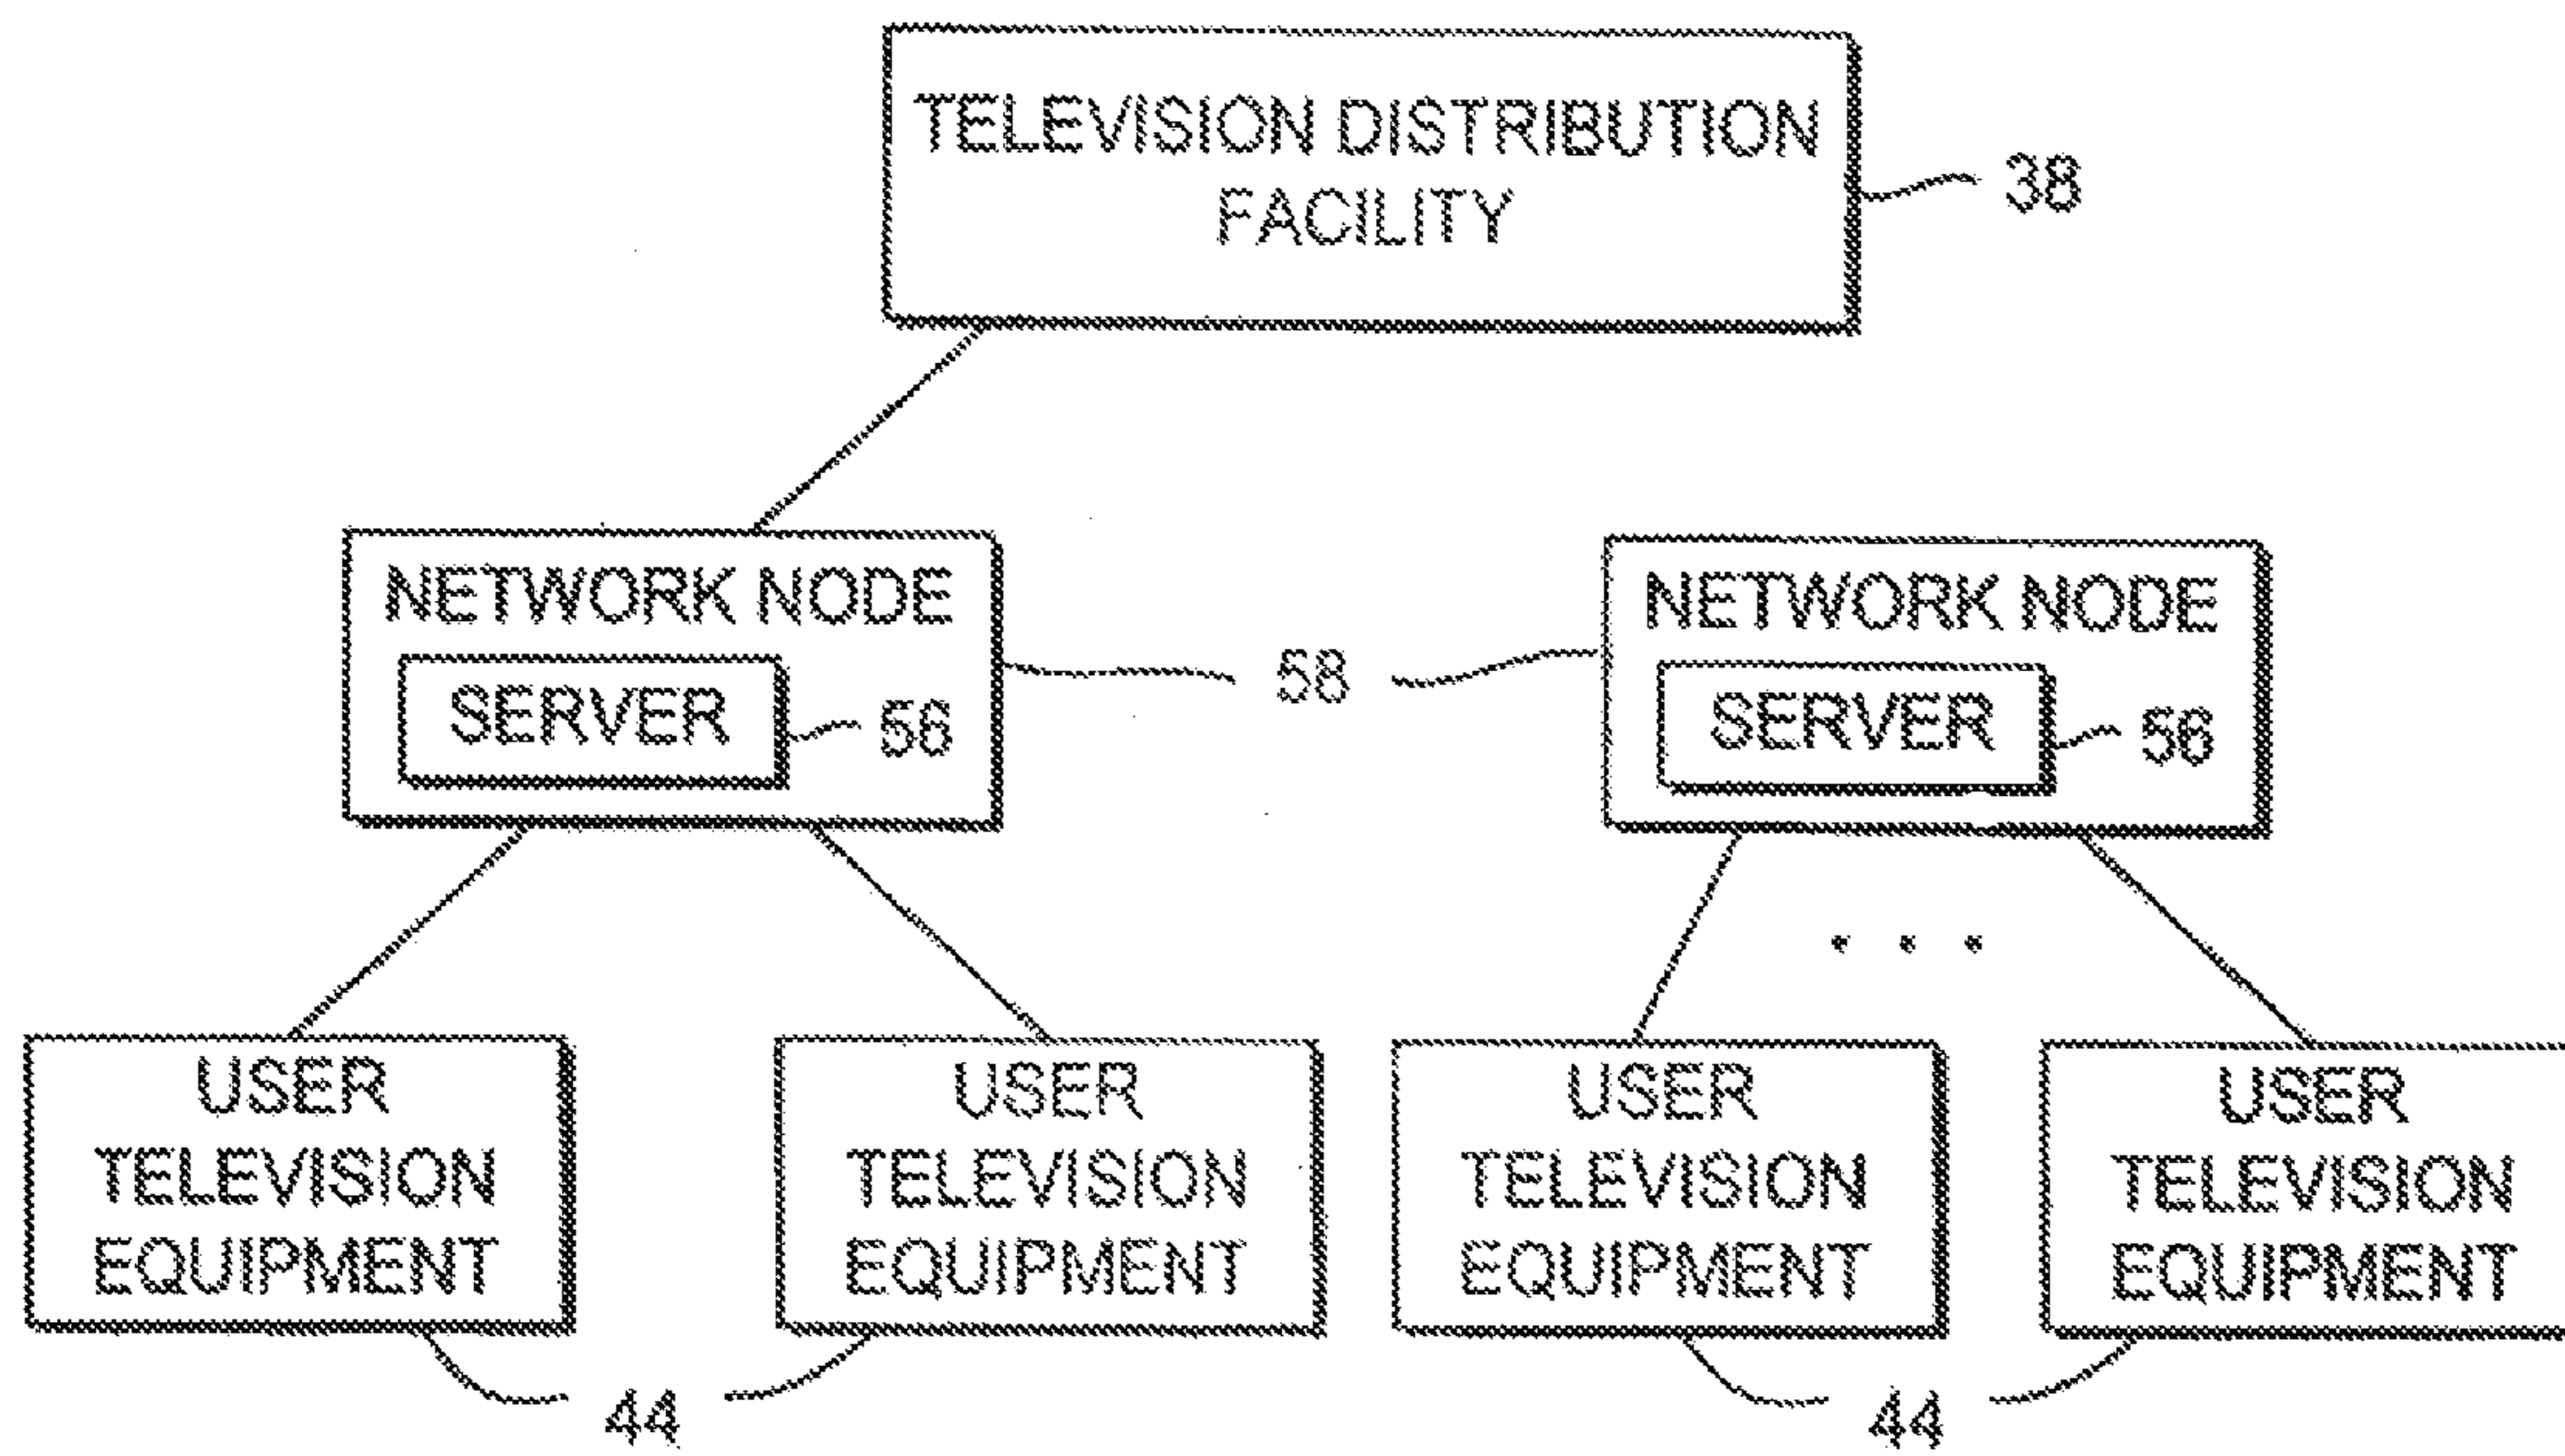 TELEVISION DISTRIBUTION
FACILITY
38
NETWORK NODE
SERVER
56
58
NETWORK NODE
SERVER
56
. . .
USER
TELEVISION
EQUIPMENT
USER
TELEVISION
EQUIPMENT
USER
TELEVISION
EQUIPMENT
USER
TELEVISION
EQUIPMENT
44
44